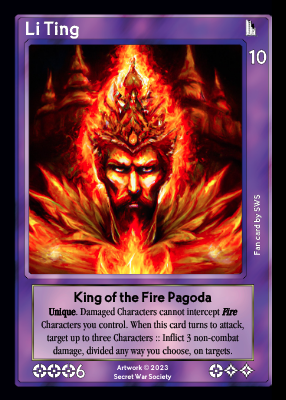 Li Ting
10
Fan card by SWS
King of the Fire Pagoda
Unique. Damaged Characters cannot intercept Fire
Characters you control. When this card turns to attack,
target up to three Characters :: Inflict 3 non-combat
damage, divided any way you choose, on targets.
Artwork © 2023
Secret War Society
6